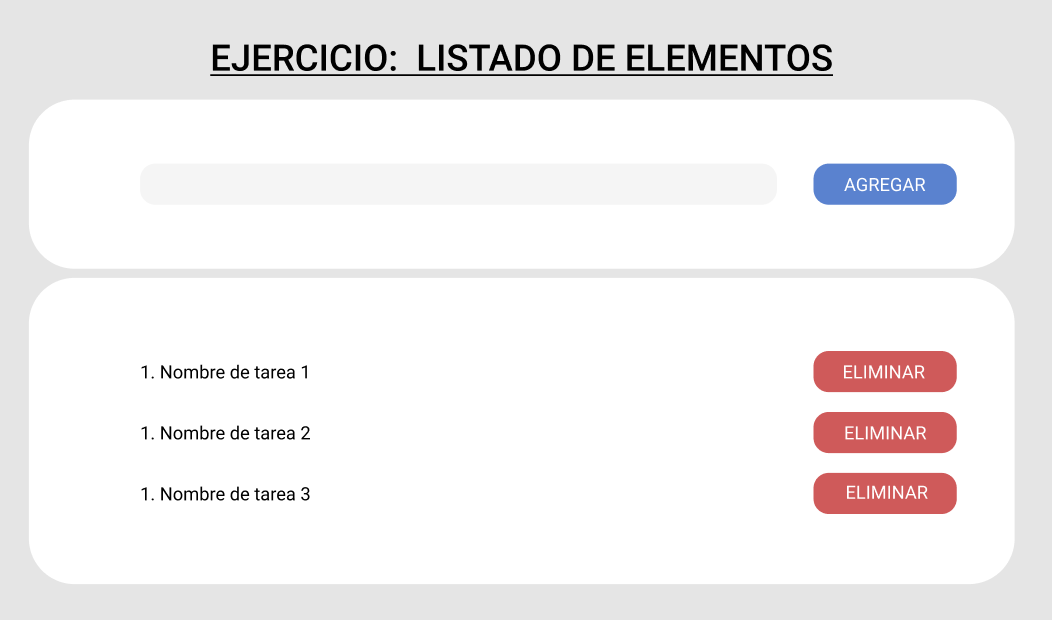 EJERCICIO: LISTADO DE ELEMENTOS
AGREGAR
1. Nombre de tarea 1
ELIMINAR
1. Nombre de tarea 2
ELIMINAR
1. Nombre de tarea 3
ELIMINAR